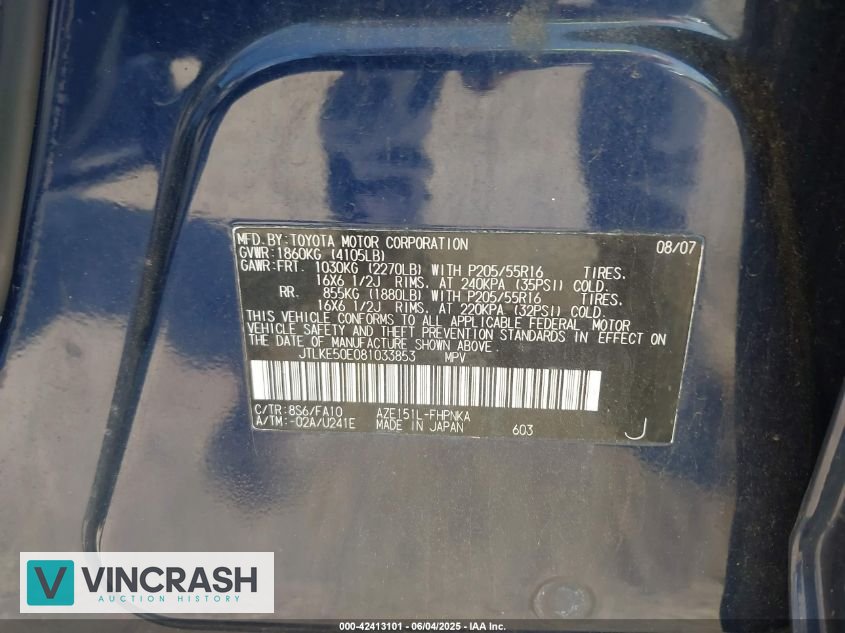 MFD.BY:TOYOTA MOTOR CORPORATION 08/07
GVWR:1860KG (4105LB)
GAWR:FRT. 1030KG (2270LB) WITH P205/55R16 TIRES,
16X6 1/2J RIMS, AT 240KPA (35PSI) COLD.
RR. 855KG (1880LB) WITH P205/55R16 TIRES,
16X6 1/2J RIMS, AT 220KPA (32PSI) COLD.
THIS VEHICLE CONFORMS TO ALL APPLICABLE FEDERAL MOTOR
VEHICLE SAFETY AND THEFT PREVENTION STANDARDS IN EFFECT ON
THE DATE OF MANUFACTURE SHOWN ABOVE.
JTLKE50E081033853 MPV
C/TR:8S6/FA10 AZE151L-FHPNKA
A/TM:-02A/U241E MADE IN JAPAN 603 J
VINCRASH
AUCTION HISTORY
000-42413101 - 06/04/2025 - IAA Inc.